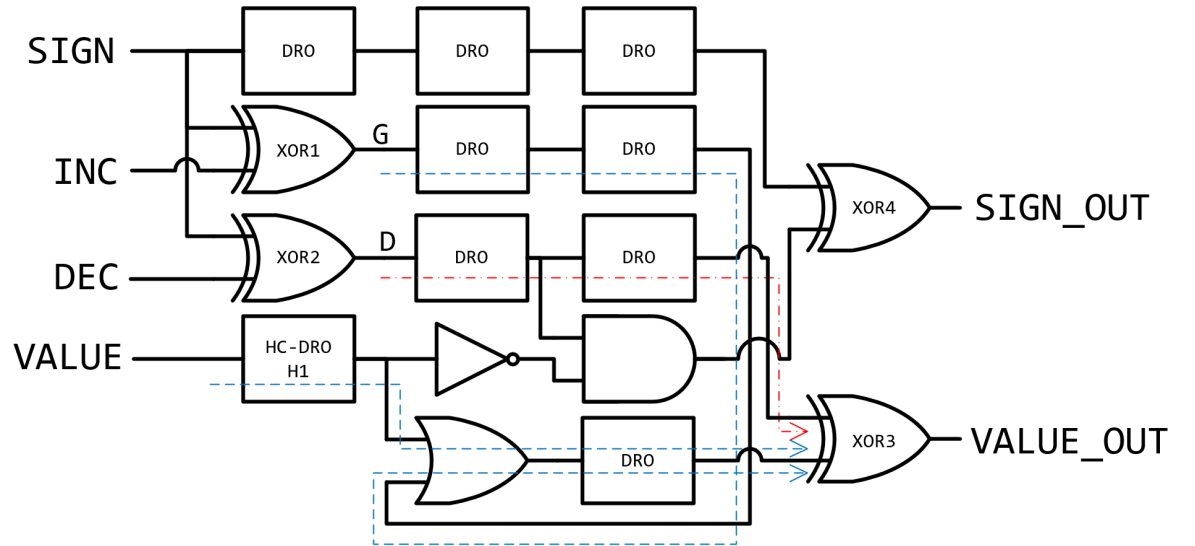 SIGN
DRO
DRO
DRO
INC
XOR1
G
DRO
DRO
XOR4
SIGN_OUT
DEC
XOR2
D
DRO
DRO
VALUE
HC-DRO
H1
DRO
XOR3
VALUE_OUT